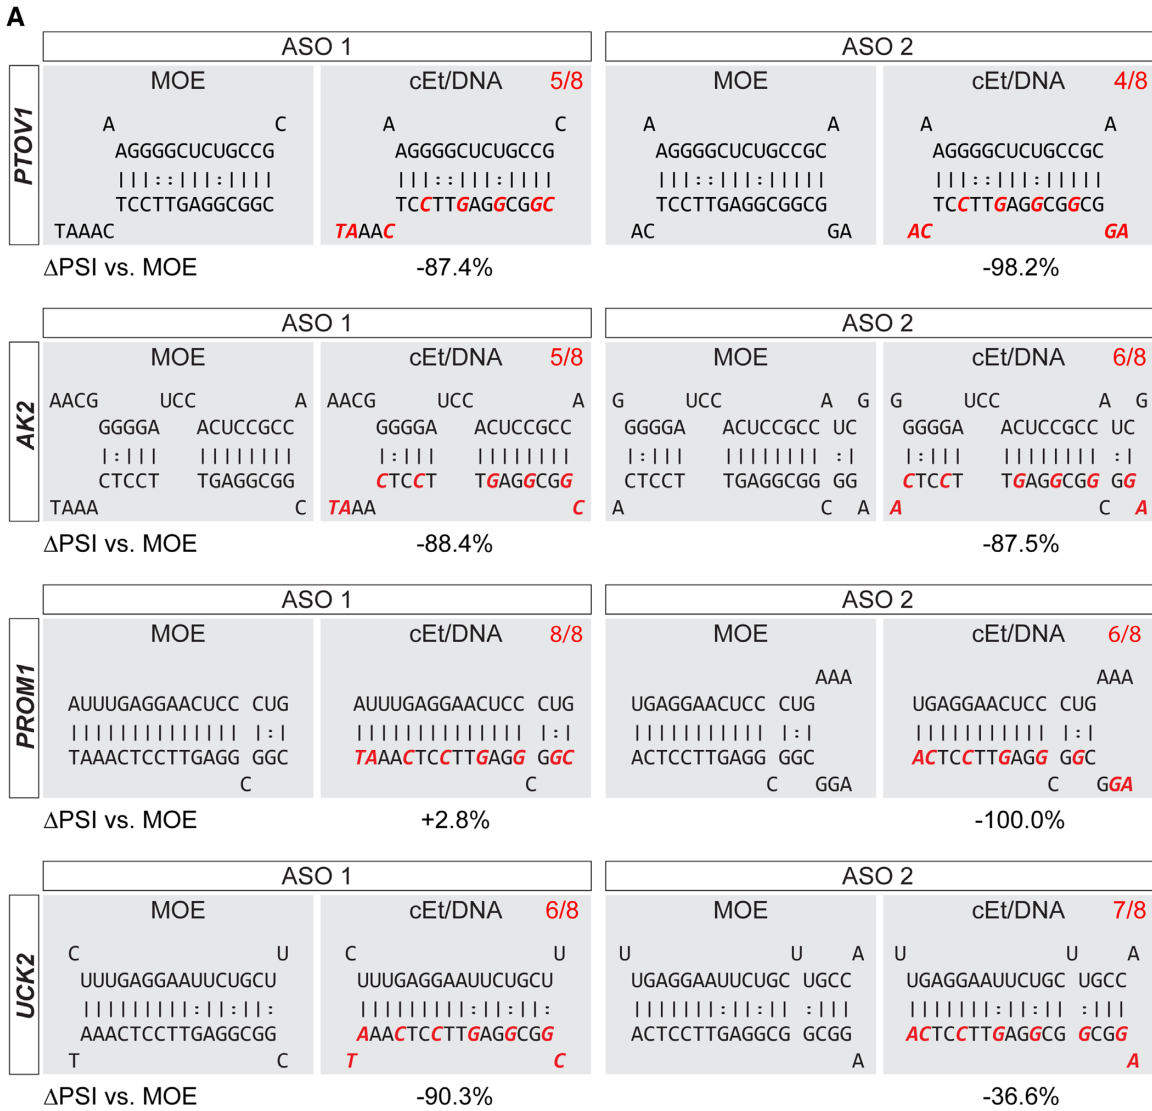 A
ASO 1 ASO 2
PTOV1
MOE cEt/DNA 5/8 MOE cEt/DNA 4/8
A C A C A A A A
AGGGGCUCUGCCG AGGGGCUCUGCCG AGGGGCUCUGCCGC AGGGGCUCUGCCGC
|||::|||:|||| |||::|||:|||| |||::|||:||||| |||::|||:|||||
TCCTTGAGGCGGC TCCTTGAGGCGGC TCCTTGAGGCGGCG TCCTTGAGGCGGCG
TAAAC TAAAC AC GA AC GA
ΔPSI vs. MOE -87.4% -98.2%
ASO 1 ASO 2
AK2
MOE cEt/DNA 5/8 MOE cEt/DNA 6/8
AACG UCC A AACG UCC A G UCC A G G UCC A G
GGGGA ACUCCGCC GGGGA ACUCCGCC GGGGA ACUCCGCC UC GGGGA ACUCCGCC UC
|:||| |||||||| |:||| |||||||| |:||| |||||||| :| |:||| |||||||| :|
CTCCT TGAGGCGG CTCCT TGAGGCGG CTCCT TGAGGCGG GG CTCCT TGAGGCGG GG
TAAA C TAAA C A C A A C A
ΔPSI vs. MOE -88.4% -87.5%
ASO 1 ASO 2
PROM1
MOE cEt/DNA 8/8 MOE cEt/DNA 6/8
AAA AAA
AUUUGAGGAACUCC CUG AUUUGAGGAACUCC CUG UGAGGAACUCC CUG UGAGGAACUCC CUG
|||||||||||||| |:| |||||||||||||| |:| ||||||||||| |:| ||||||||||| |:|
TAAACTCCTTGAGG GGC TAAACTCCTTGAGG GGC ACTCCTTGAGG GGC ACTCCTTGAGG GGC
C C C GGA C GGA
ΔPSI vs. MOE +2.8% -100.0%
ASO 1 ASO 2
UCK2
MOE cEt/DNA 6/8 MOE cEt/DNA 7/8
C U C U U U A U U A
UUUGAGGAAUUCUGCU UUUGAGGAAUUCUGCU UGAGGAAUUCUGC UGCC UGAGGAAUUCUGC UGCC
|||||||||:||:||: |||||||||:||:||: |||||||:||:|| :||| |||||||:||:|| :|||
AAACTCCTTGAGGCGG AAACTCCTTGAGGCGG ACTCCTTGAGGCG GCGG ACTCCTTGAGGCG GCGG
T C T C A A
ΔPSI vs. MOE -90.3% -36.6%